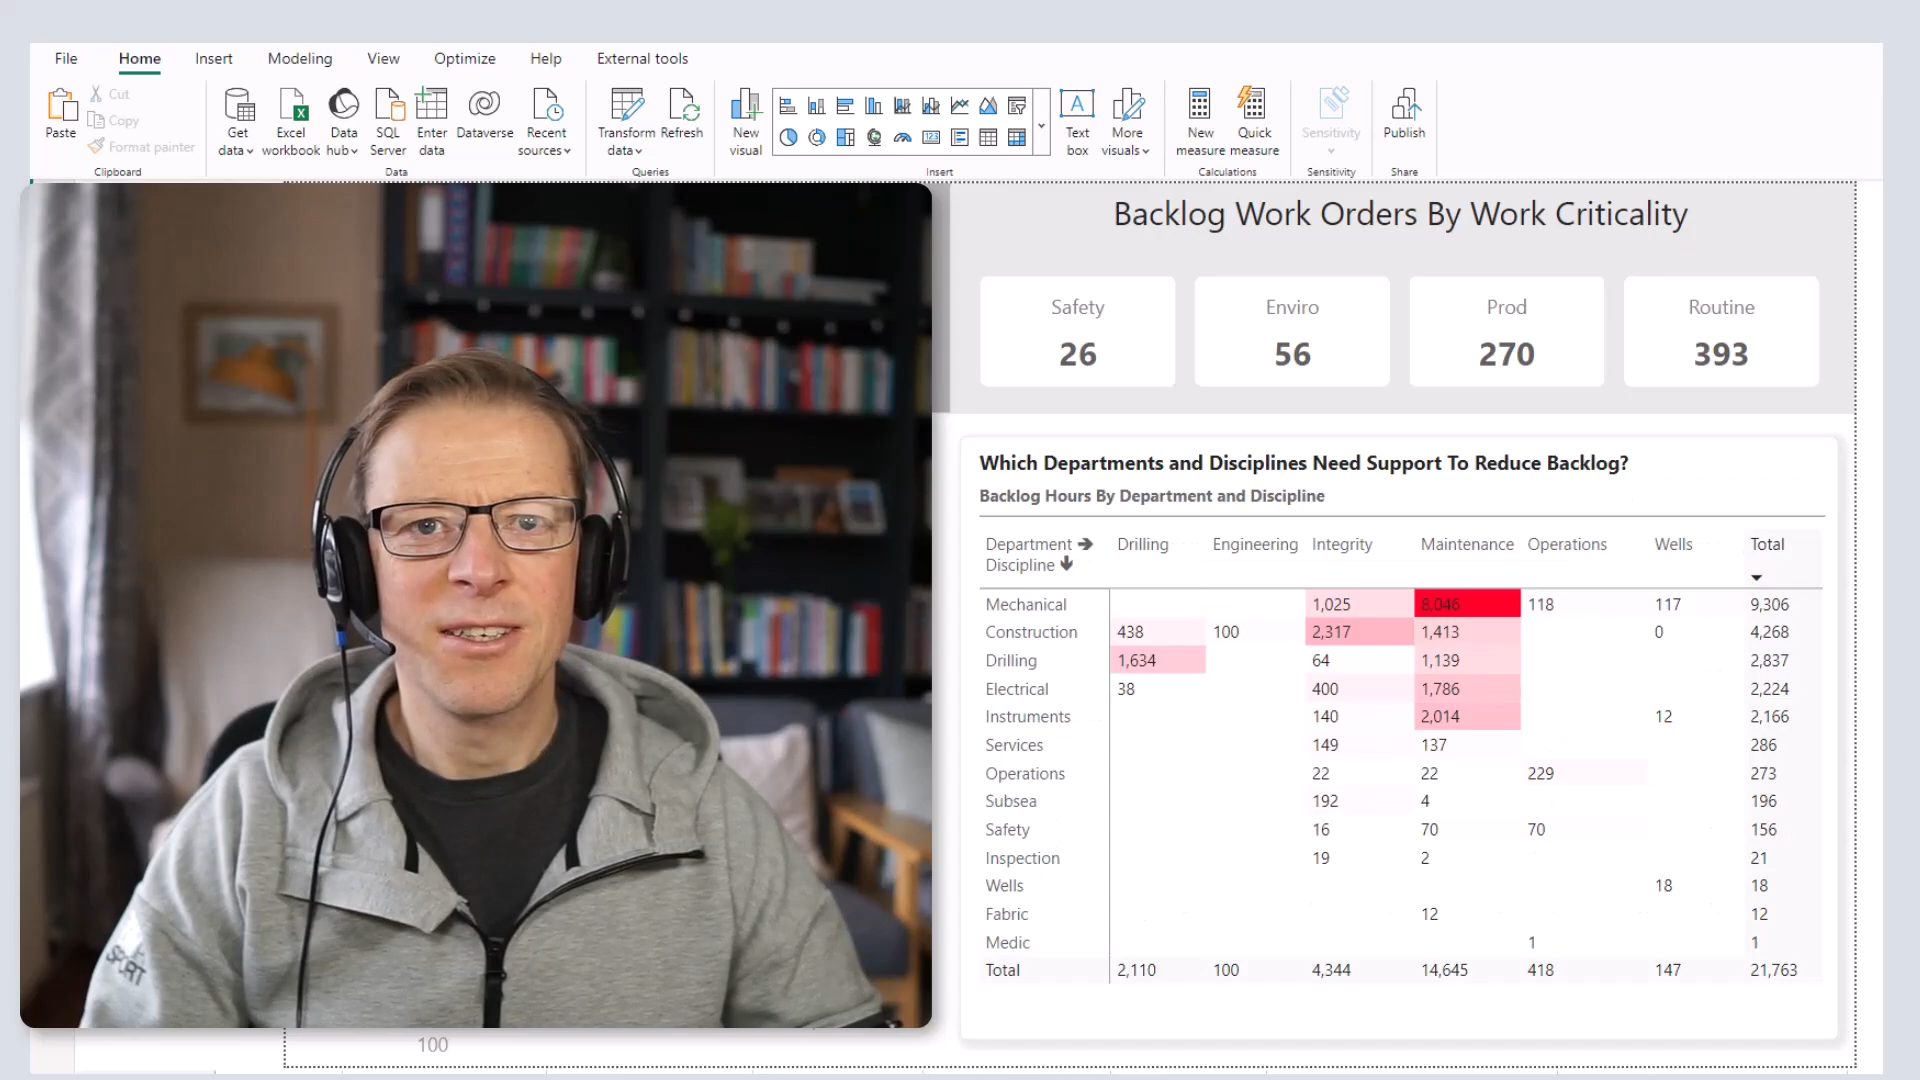 File Home Insert Modeling View Optimize Help External tools
Paste
Cut
Copy
Format painter
Get data
Excel workbook
Data hub
SQL Server
Enter data
Dataverse
Recent sources
Transform data
Refresh
New visual
Text box
More visuals
New measure
Quick measure
Sensitivity
Publish
Clipboard Data Queries Insert Calculations Sensitivity Share
Backlog Work Orders By Work Criticality
Safety Enviro Prod Routine
26 56 270 393
Which Departments and Disciplines Need Support To Reduce Backlog?
Backlog Hours By Department and Discipline
Department → Drilling Engineering Integrity Maintenance Operations Wells Total
Discipline ↓
Mechanical 1,025 8,046 118 117 9,306
Construction 438 100 2,317 1,413 0 4,268
Drilling 1,634 64 1,139 2,837
Electrical 38 400 1,786 2,224
Instruments 140 2,014 12 2,166
Services 149 137 286
Operations 22 22 229 273
Subsea 192 4 196
Safety 16 70 70 156
Inspection 19 2 21
Wells 18 18
Fabric 12 12
Medic 1 1
Total 2,110 100 4,344 14,645 418 147 21,763
SPORT
100